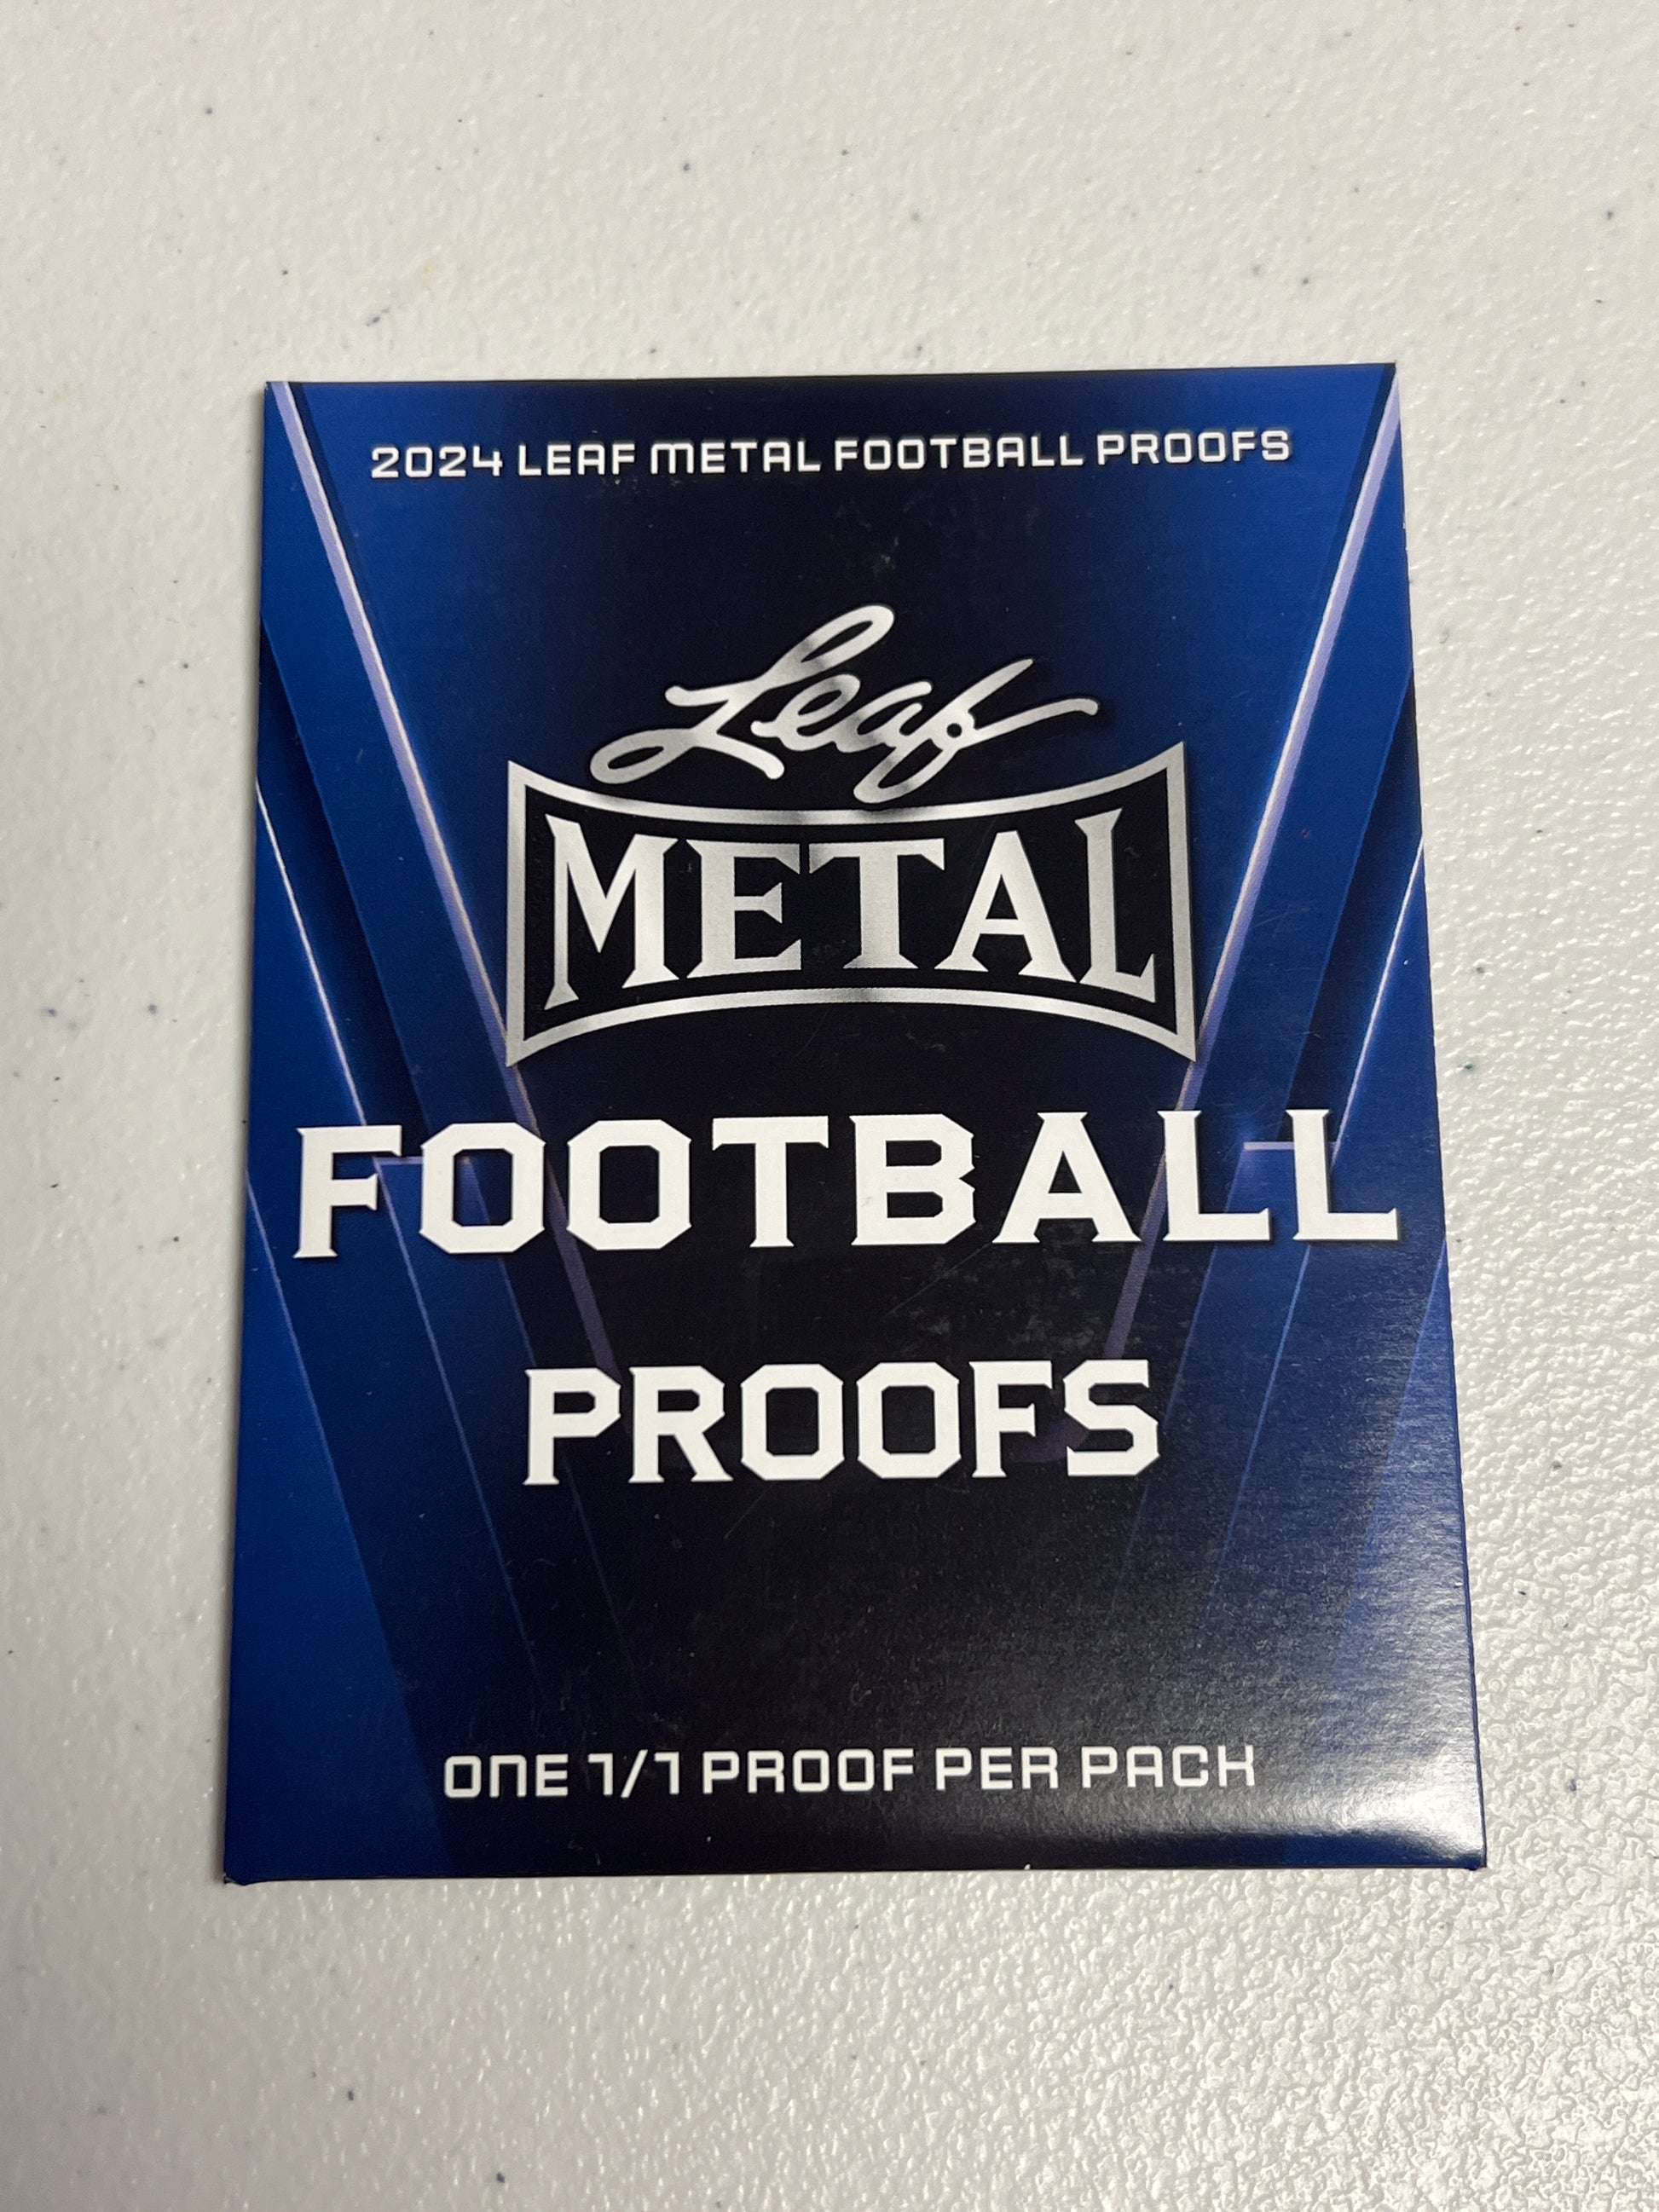 2024 LEAF METAL FOOTBALL PROOFS
Leaf
METAL
FOOTBALL
PROOFS
ONE 1/1 PROOF PER PACK